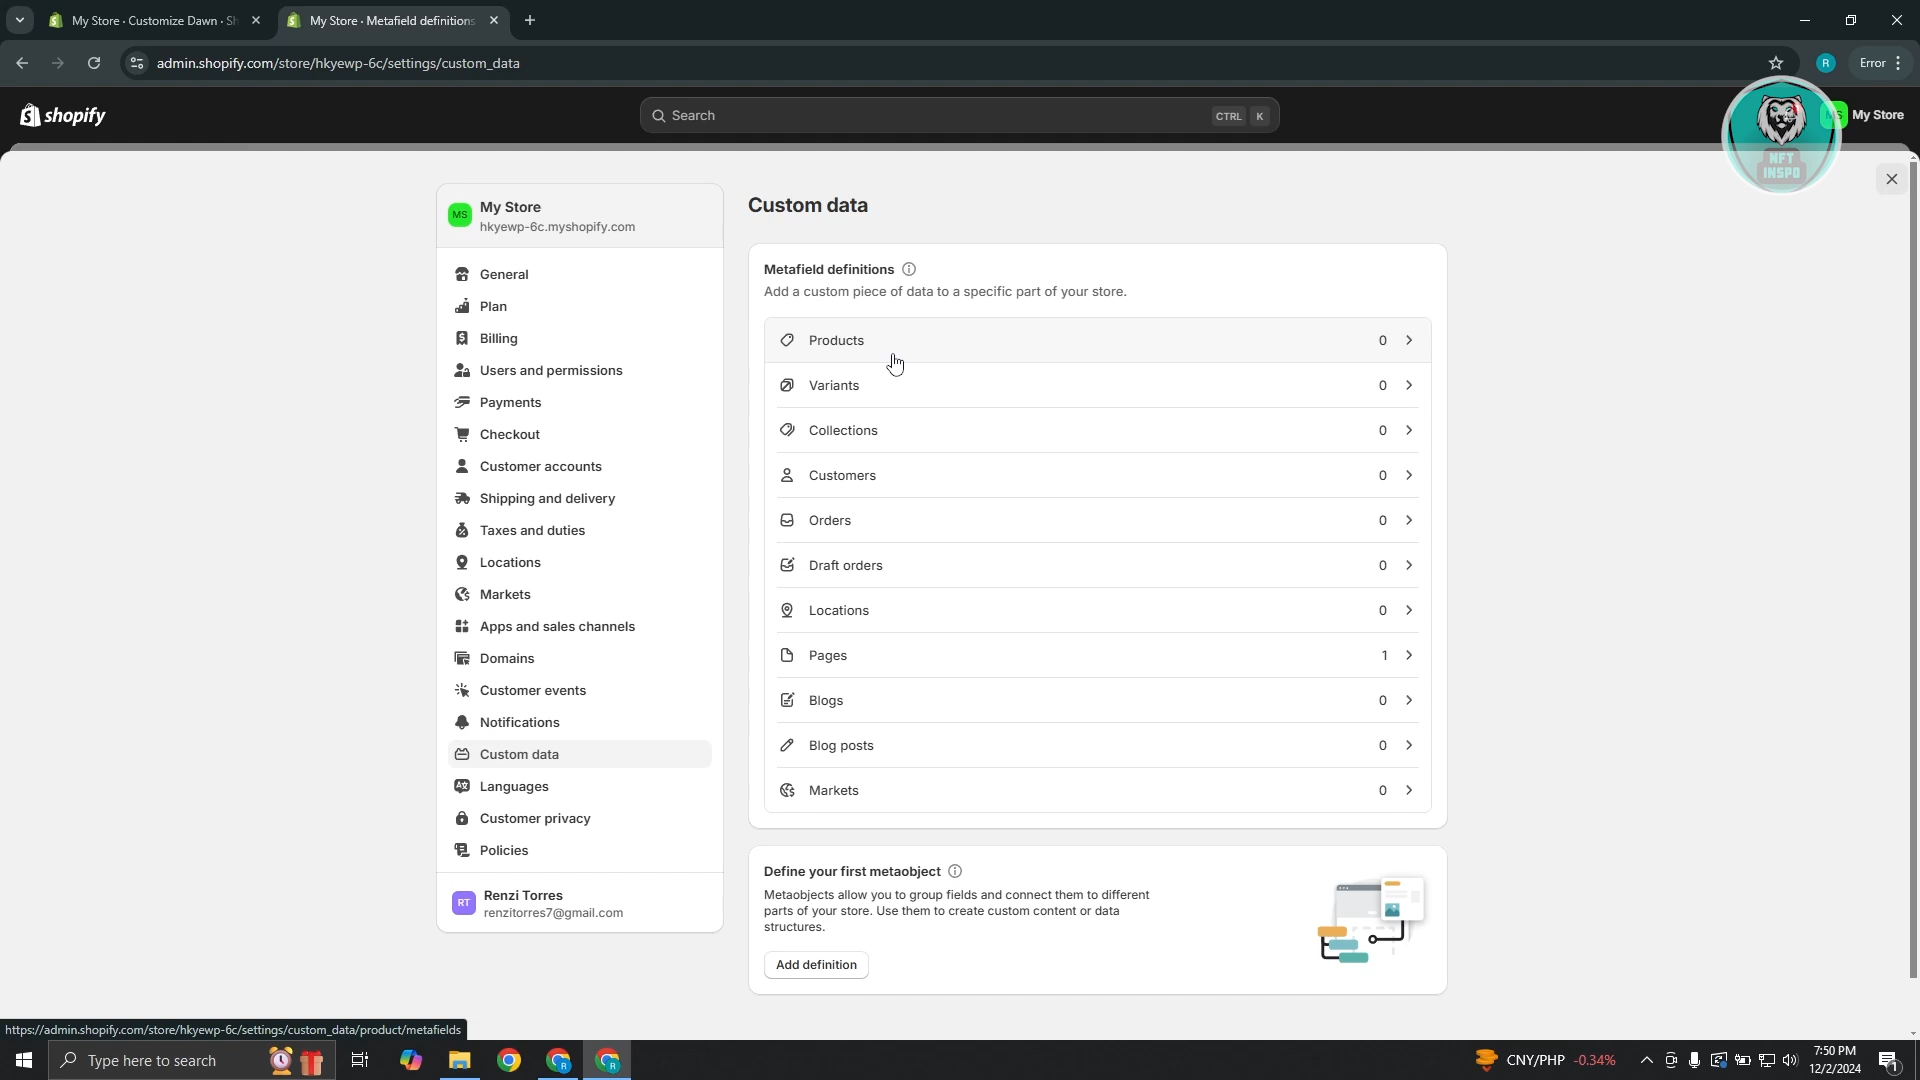 My Store · Customize Dawn · Sh
My Store · Metafield definitions
admin.shopify.com/store/hkyewp-6c/settings/custom_data
R
Error
shopify
Search
CTRL
K
NFT
INSPO
My Store
MS
My Store
hkyewp-6c.myshopify.com
General
Plan
Billing
Users and permissions
Payments
Checkout
Customer accounts
Shipping and delivery
Taxes and duties
Locations
Markets
Apps and sales channels
Domains
Customer events
Notifications
Custom data
Languages
Customer privacy
Policies
RT
Renzi Torres
renzitorres7@gmail.com
Custom data
Metafield definitions
Add a custom piece of data to a specific part of your store.
Products 0
Variants 0
Collections 0
Customers 0
Orders 0
Draft orders 0
Locations 0
Pages 1
Blogs 0
Blog posts 0
Markets 0
Define your first metaobject
Metaobjects allow you to group fields and connect them to different
parts of your store. Use them to create custom content or data
structures.
Add definition
https://admin.shopify.com/store/hkyewp-6c/settings/custom_data/product/metafields
Type here to search
R
R
CNY/PHP -0.34%
7:50 PM
12/2/2024
1